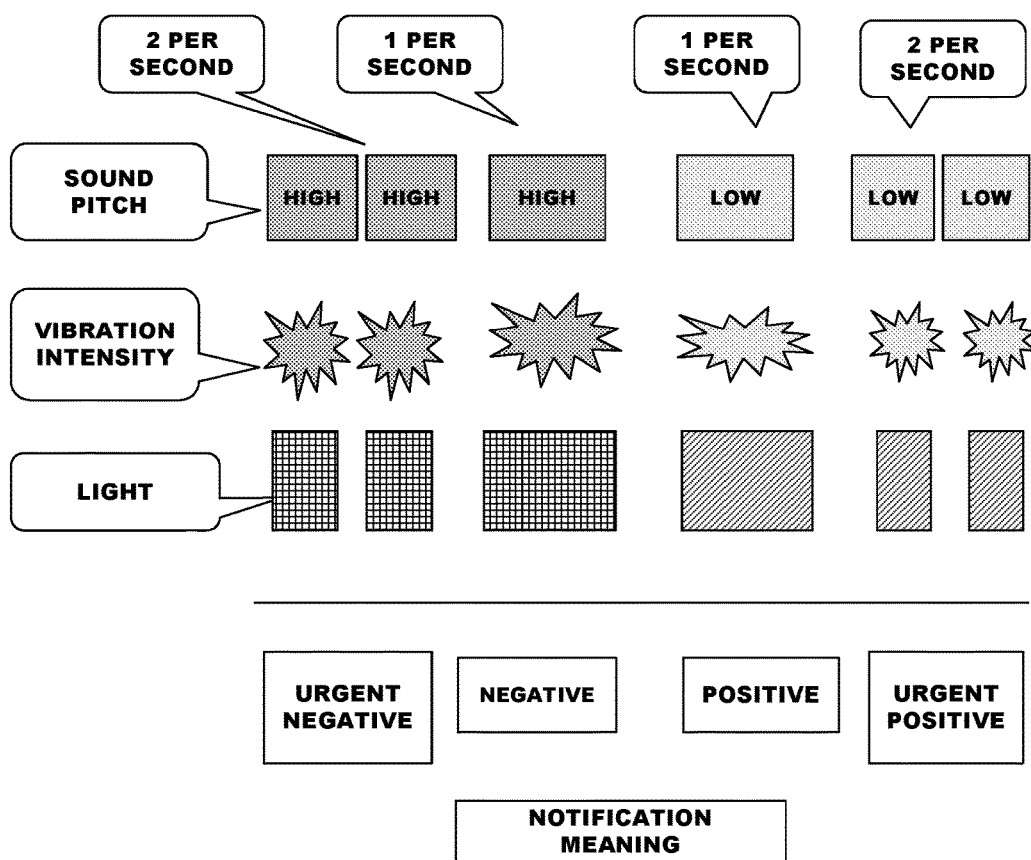 2 PER
SECOND
1 PER
SECOND
1 PER
SECOND
2 PER
SECOND
SOUND
PITCH
HIGH
HIGH
HIGH
LOW
LOW
LOW
VIBRATION
INTENSITY
LIGHT
URGENT
NEGATIVE
NEGATIVE
POSITIVE
URGENT
POSITIVE
NOTIFICATION
MEANING